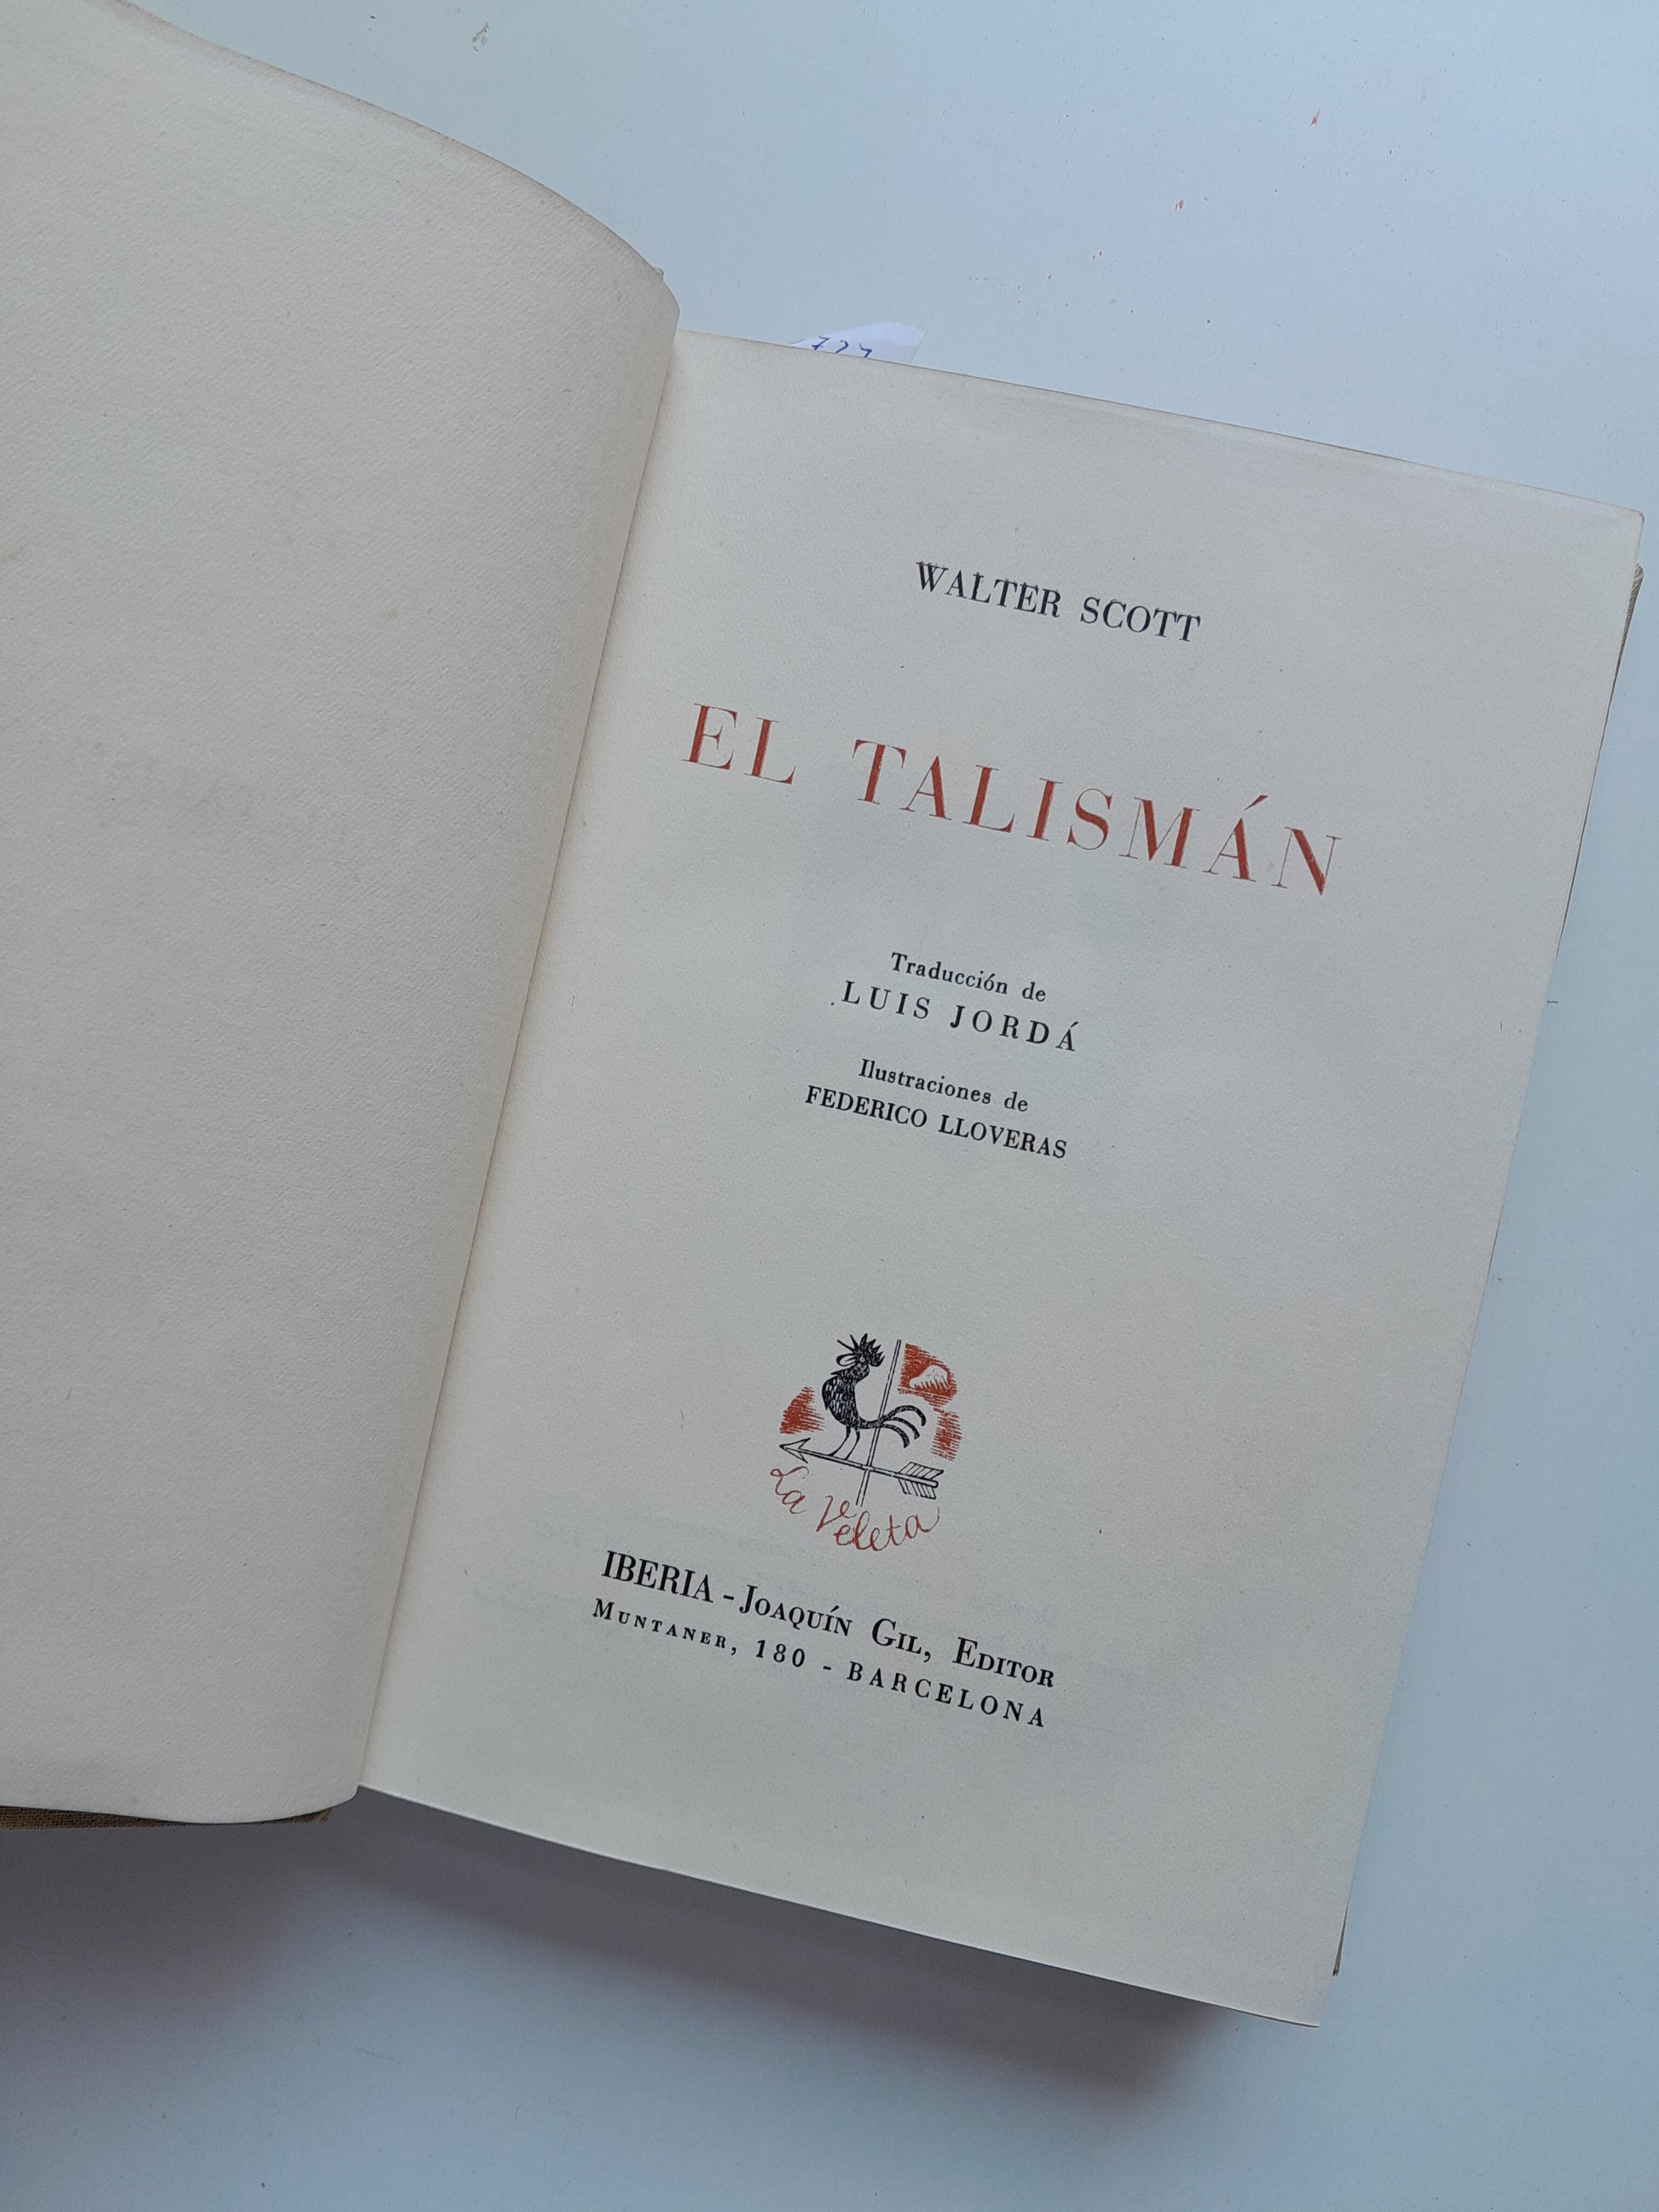 727
WALTER SCOTT
EL TALISMÁN
Traducción de
LUIS JORDÁ
Ilustraciones de
FEDERICO LLOVERAS
La Veleta
IBERIA - JOAQUÍN GIL, EDITOR
MUNTANER, 180 - BARCELONA